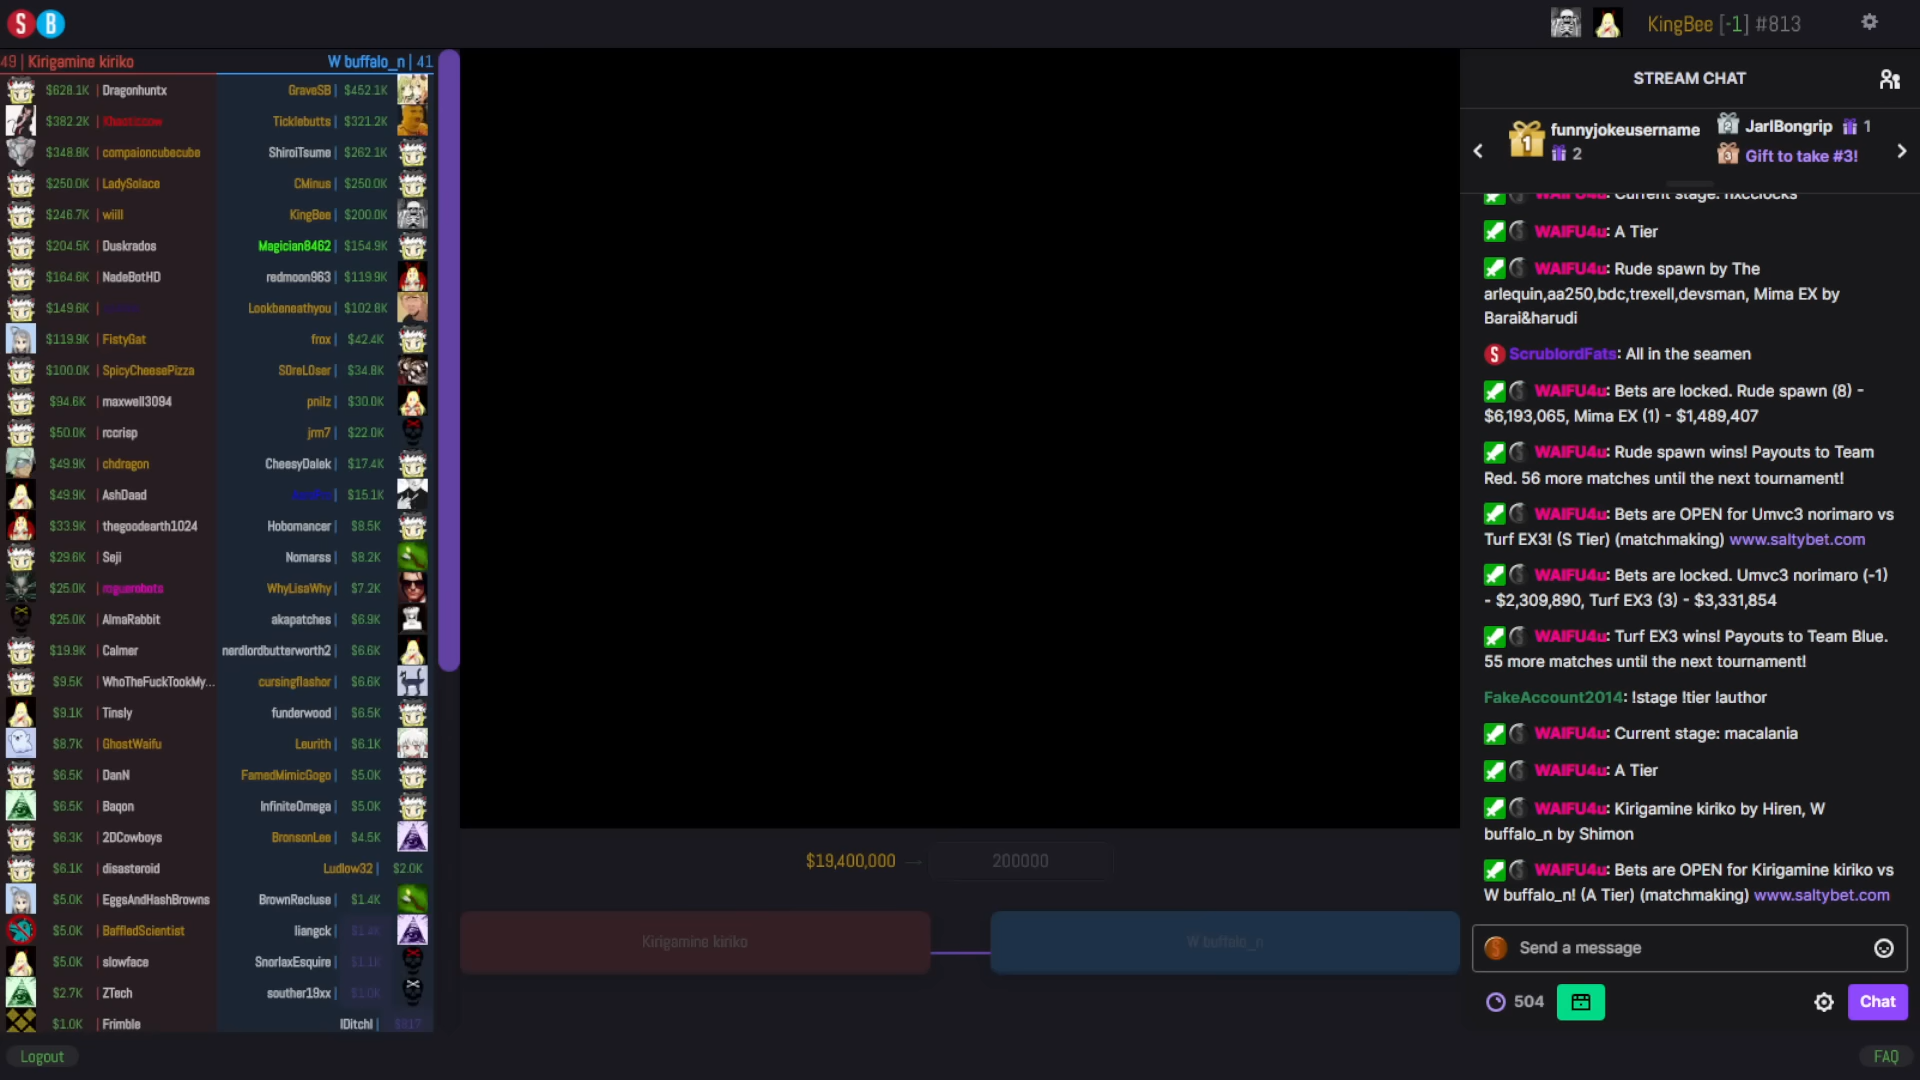 S B
KingBee [-1] #813
49 | Kirigamine kiriko
W buffalo_n | 41
$628.1K | Dragonhuntx
GraveSB | $452.1K
$382.2K | Khasticzow
Ticklebutts | $321.2K
$348.8K | compaioncubecube
ShiroiTsume | $262.1K
$250.0K | LadySolace
CMinus | $250.0K
$246.7K | wiill
KingBee | $200.0K
$204.5K | Duskrados
Magician8462 | $154.9K
$164.6K | NadeBotHD
redmoon963 | $119.9K
$149.6K |
Lookbeneathyou | $102.8K
$119.9K | FistyGat
frox | $42.4K
$100.0K | SpicyCheesePizza
S0reL0ser | $34.8K
$94.6K | maxwell3094
pnilz | $30.0K
$50.0K | rccrisp
jrm7 | $22.0K
$49.9K | chdragon
CheesyDalek | $17.4K
$49.9K | AshDaad
| $15.1K
$33.9K | thegoodearth1024
Hobomancer | $8.5K
$29.6K | Seji
Nomarss | $8.2K
$25.0K | roguerobots
WhyLisaWhy | $7.2K
$25.0K | AlmaRabbit
akapatches | $6.9K
$19.9K | Calmer
nerdlordbutterworth2 | $6.6K
$9.5K | WhoTheFuckTookMy...
cursingflashor | $6.6K
$9.1K | Tinsly
funderwood | $6.5K
$8.7K | GhostWaifu
Leurith | $6.1K
$6.5K | DanN
FamedMimicGogo | $5.0K
$6.5K | Baqon
InfiniteOmega | $5.0K
$6.3K | 2DCowboys
BronsonLee | $4.5K
$6.1K | disasteroid
Ludlow32 | $2.0K
$5.0K | EggsAndHashBrowns
BrownRecluse | $1.4K
$5.0K | BaffledScientist
liangck |
$5.0K | slowface
SnorlaxEsquire | $1.1K
$2.7K | ZTech
souther19xx | $1.0K
$1.0K | Frimble
IDitchI | $817
$19,400,000 → 200000
Kirigamine kiriko
W buffalo_n
Logout
STREAM CHAT
1 funnyjokeusername
2
2 JarlBongrip 1
3 Gift to take #3!
WAIFU4u: Current stage: hxcclocks
WAIFU4u: A Tier
WAIFU4u: Rude spawn by The
arlequin,aa250,bdc,trexell,devsman, Mima EX by
Barai&harudi
S ScrublordFats: All in the seamen
WAIFU4u: Bets are locked. Rude spawn (8) -
$6,193,065, Mima EX (1) - $1,489,407
WAIFU4u: Rude spawn wins! Payouts to Team
Red. 56 more matches until the next tournament!
WAIFU4u: Bets are OPEN for Umvc3 norimaro vs
Turf EX3! (S Tier) (matchmaking) www.saltybet.com
WAIFU4u: Bets are locked. Umvc3 norimaro (-1)
- $2,309,890, Turf EX3 (3) - $3,331,854
WAIFU4u: Turf EX3 wins! Payouts to Team Blue.
55 more matches until the next tournament!
FakeAccount2014: !stage !tier !author
WAIFU4u: Current stage: macalania
WAIFU4u: A Tier
WAIFU4u: Kirigamine kiriko by Hiren, W
buffalo_n by Shimon
WAIFU4u: Bets are OPEN for Kirigamine kiriko vs
W buffalo_n! (A Tier) (matchmaking) www.saltybet.com
Send a message
504
Chat
FAQ